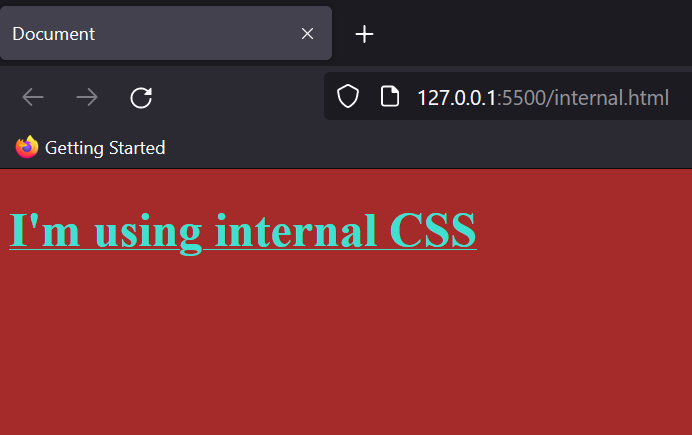 Document
127.0.0.1:5500/internal.html
Getting Started
I'm using internal CSS